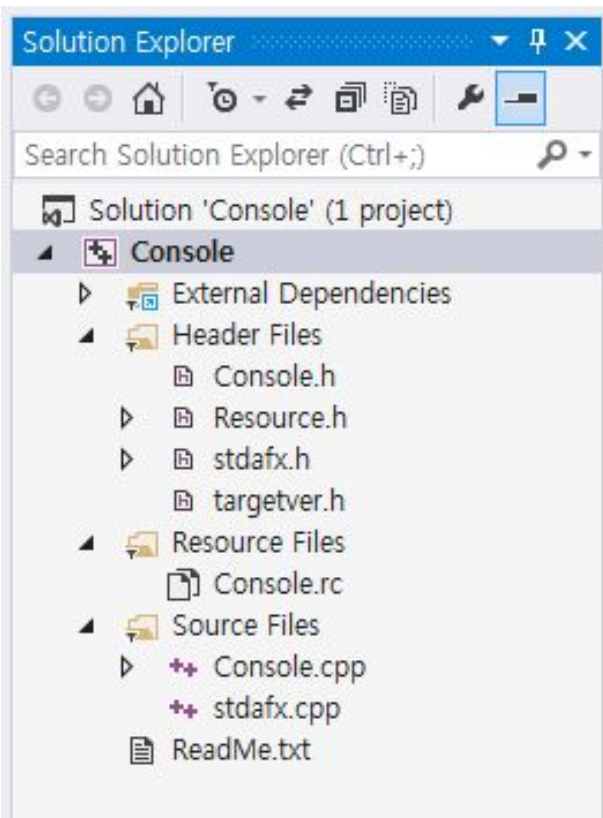 Solution Explorer
Search Solution Explorer (Ctrl+;)
Solution 'Console' (1 project)
Console
External Dependencies
Header Files
Console.h
Resource.h
stdafx.h
targetver.h
Resource Files
Console.rc
Source Files
Console.cpp
stdafx.cpp
ReadMe.txt